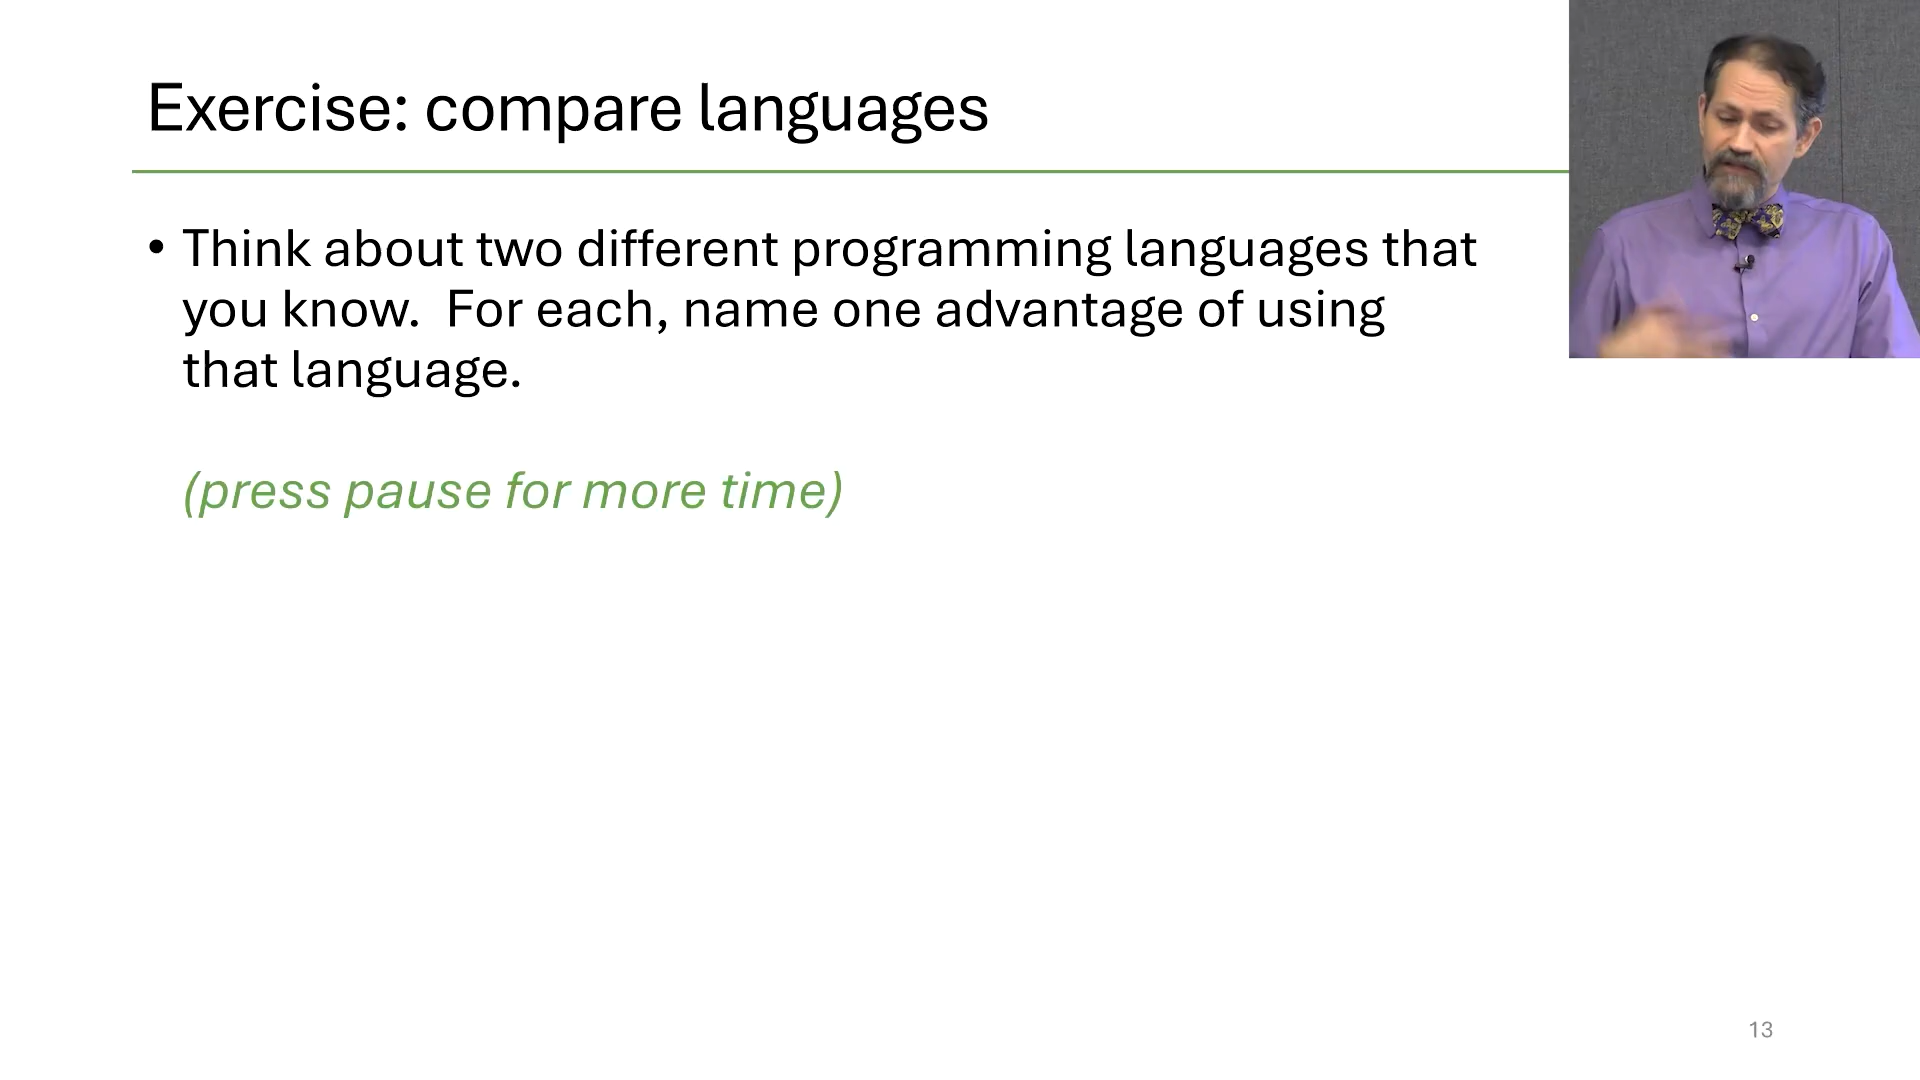 Exercise: compare languages
• Think about two different programming languages that
you know.  For each, name one advantage of using
that language.
(press pause for more time)
13